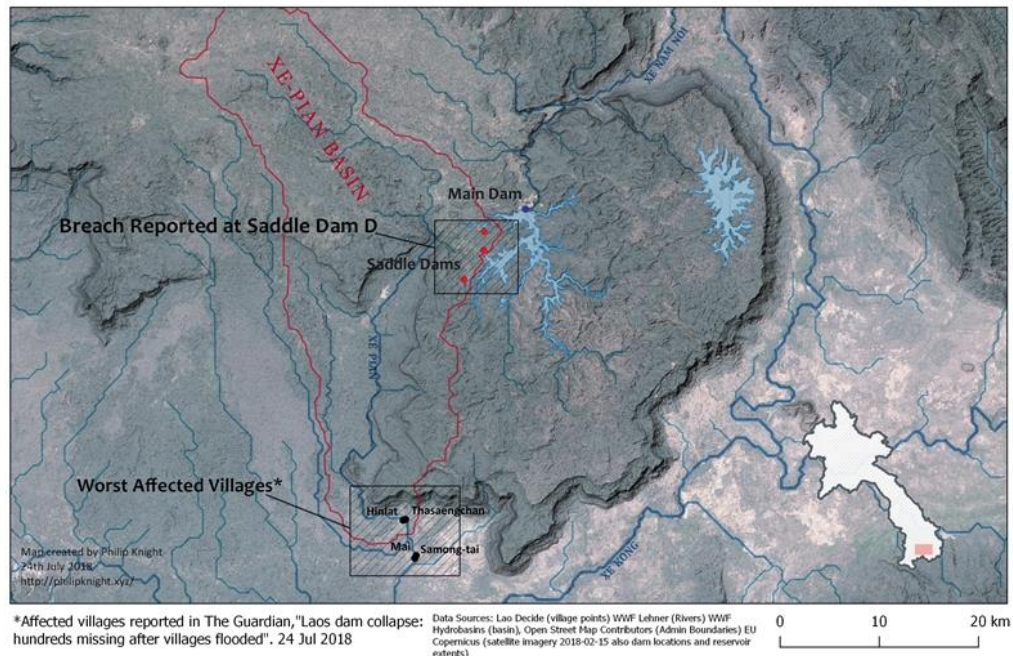 XE NAM NOI
XE-PIAN BASIN
Main Dam
Breach Reported at Saddle Dam D
Saddle Dams
XE PIAN
Worst Affected Villages*
Hinlat Thasaengchan
Mai Samong-tai
XE KONG
Map created by Philip Knight
24th July 2018
http://philipknight.xyz/
*Affected villages reported in The Guardian,"Laos dam collapse:
hundreds missing after villages flooded". 24 Jul 2018
Data Sources: Lao Decide (village points) WWF Lehner (Rivers) WWF
Hydrobasins (basin), Open Street Map Contributors (Admin Boundaries) EU
Copernicus (satellite imagery 2018-02-15 also dam locations and reservoir
extents)
0 10 20 km